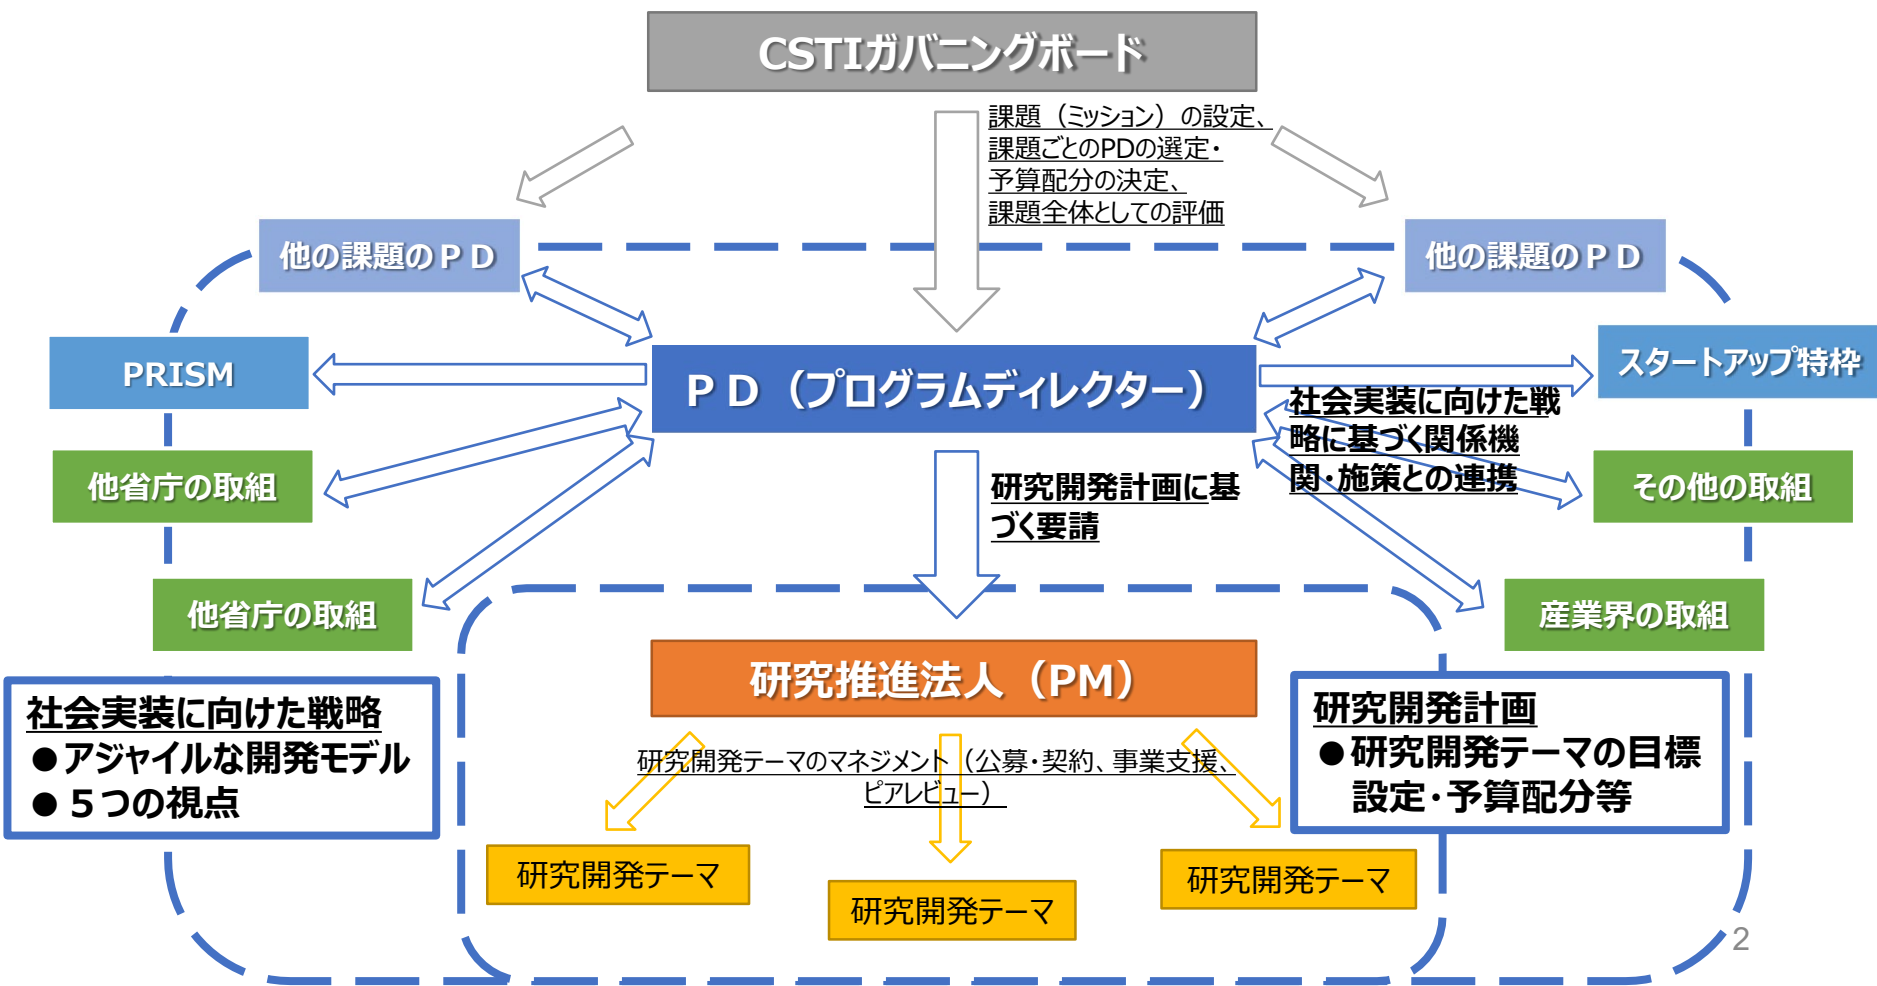 CSTIガバニングボード
課題（ミッション）の設定、
課題ごとのPDの選定・
予算配分の決定、
課題全体としての評価
他の課題のＰＤ
他の課題のＰＤ
PRISM
ＰＤ（プログラムディレクター）
スタートアップ特枠
社会実装に向けた戦
略に基づく関係機
関・施策との連携
他省庁の取組
研究開発計画に基
づく要請
その他の取組
他省庁の取組
産業界の取組
研究推進法人（PM）
社会実装に向けた戦略
●アジャイルな開発モデル
●５つの視点
研究開発計画
●研究開発テーマの目標
設定・予算配分等
研究開発テーマのマネジメント（公募・契約、事業支援、
ピアレビュー）
研究開発テーマ
研究開発テーマ
研究開発テーマ
2